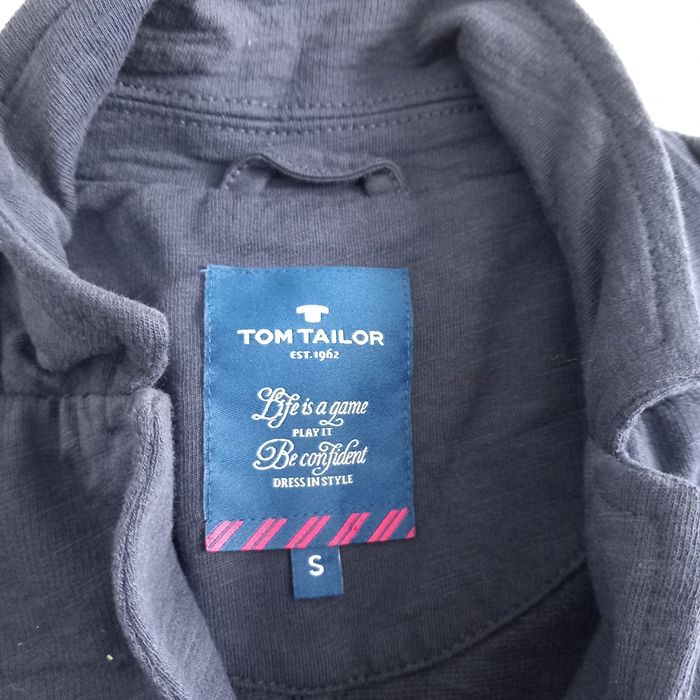 TOM TAILOR
EST. 1962
Life is a game
PLAY IT
Be confident
DRESS IN STYLE
S